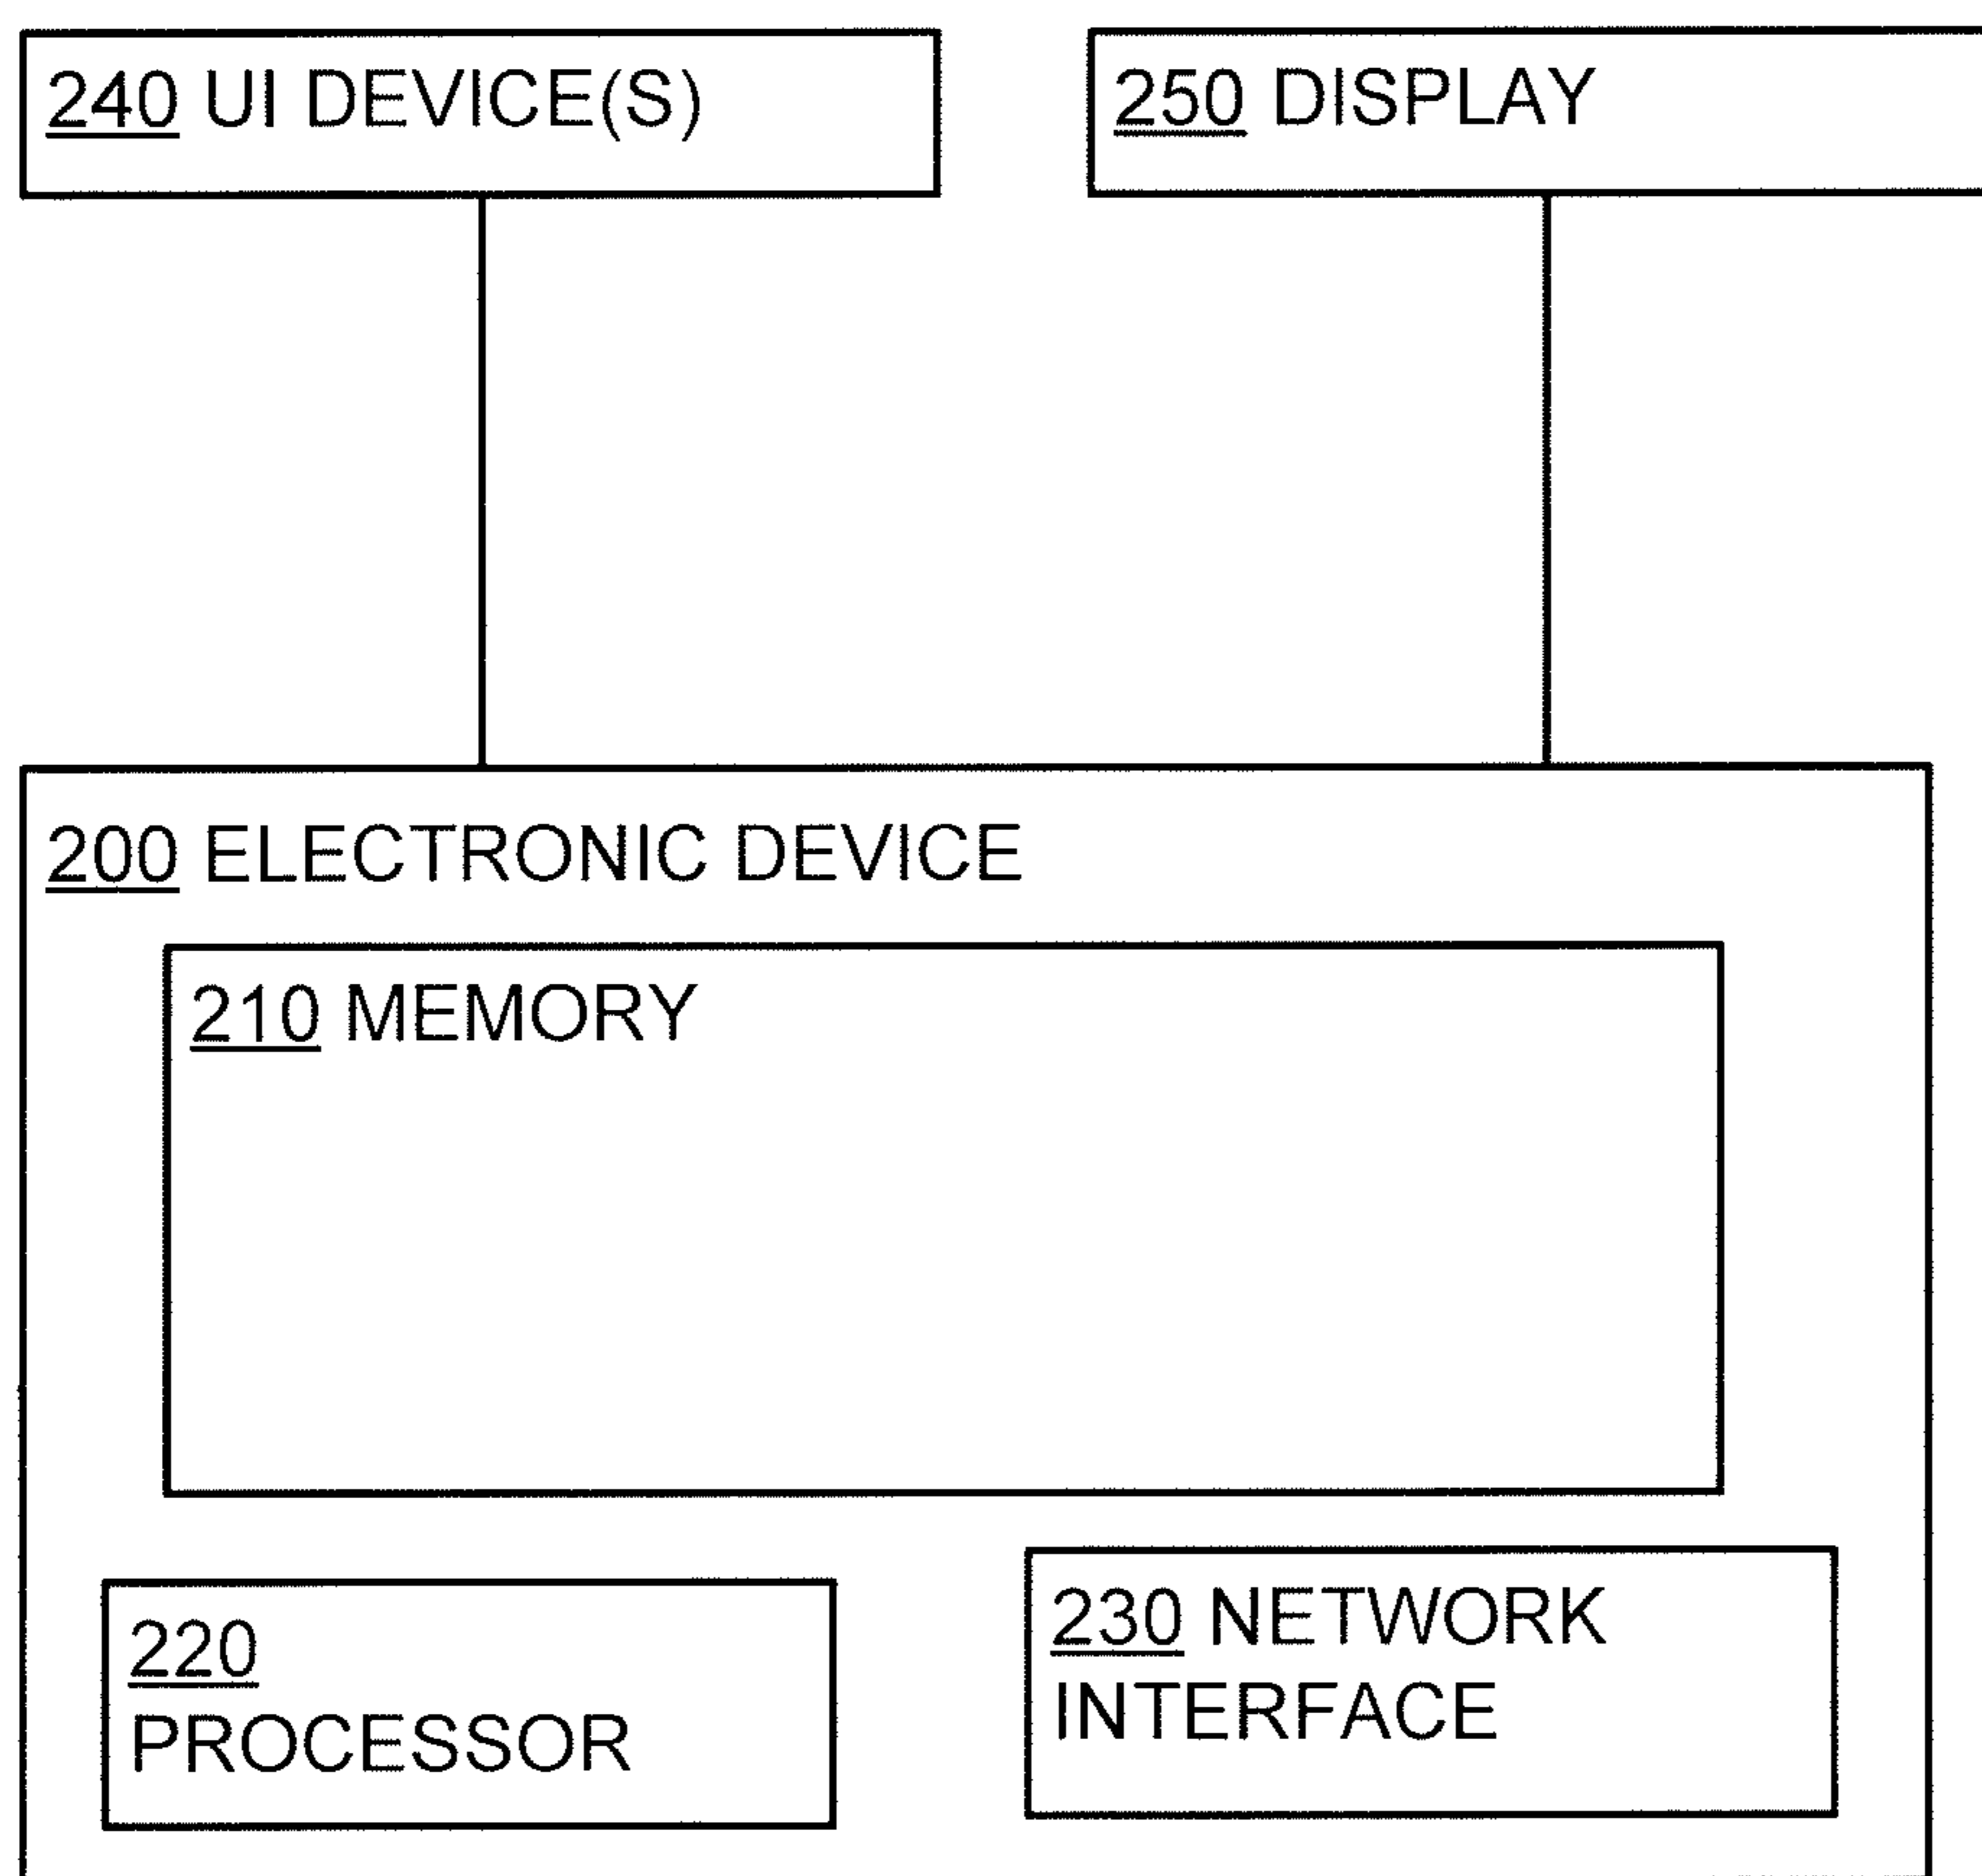 240 UI DEVICE(S)
250 DISPLAY
200 ELECTRONIC DEVICE
210 MEMORY
220
PROCESSOR
230 NETWORK
INTERFACE